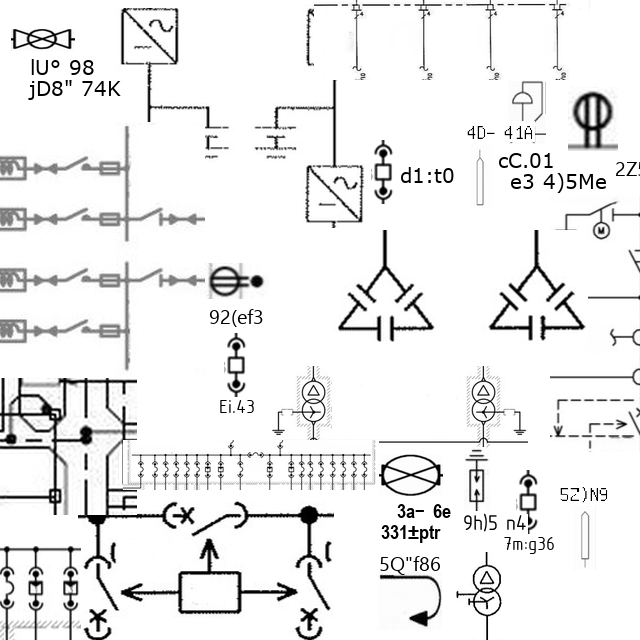 lU° 98
jD8" 74K
4D- 41A-
cC.01
e3 4)5Me
d1:t0
M
92(ef3
Ei.43
3a- 6e
331±ptr
9h)5
n4
7m:g36
5Z)N9
5Q"f86